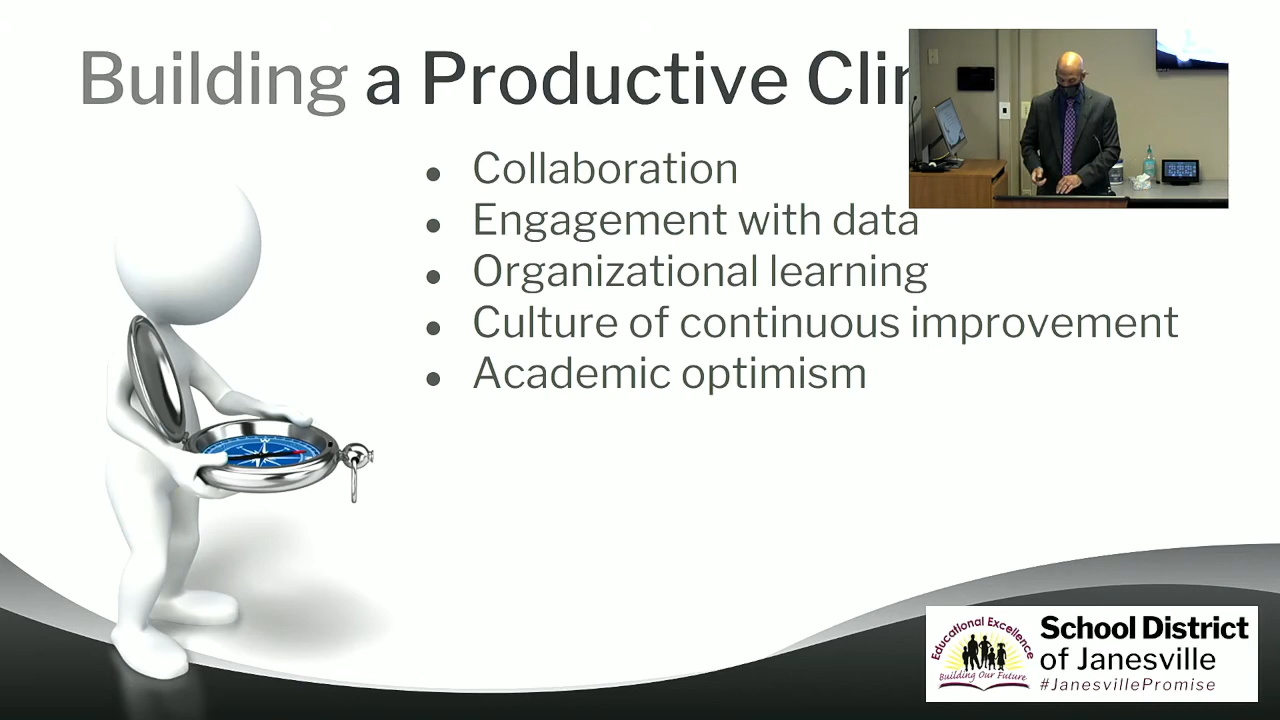 Building a Productive Cli
Collaboration
Engagement with data
Organizational learning
Culture of continuous improvement
Academic optimism
Educational Excellence
Building Our Future
School District
of Janesville
#JanesvillePromise